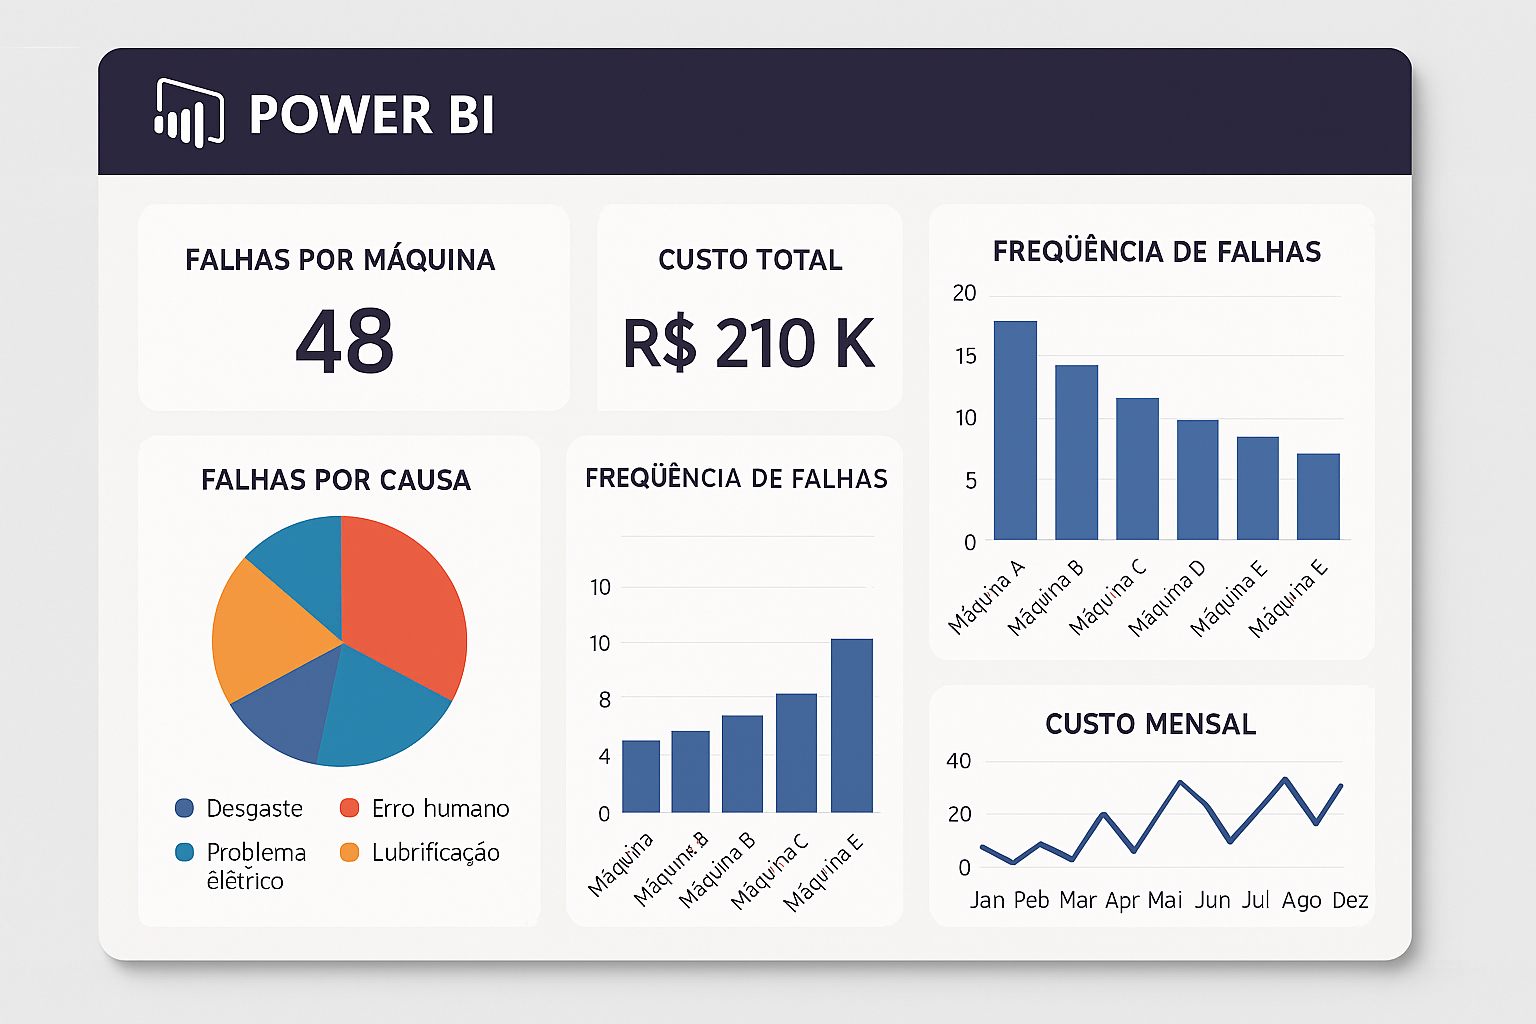 POWER BI
FALHAS POR MÁQUINA
48
CUSTO TOTAL
R$ 210 K
FREQÜÊNCIA DE FALHAS
20
15
10
5
0
Máquina A
Máquina B
Máquina C
Máquima D
Máquina E
Máquina E
FALHAS POR CAUSA
Desgaste
Erro humano
Problema
êlêtrico
Lubrificação
FREQÜÊNCIA DE FALHAS
10
10
8
4
0
Máquina
Máquina B
Máquina B
Máquina C
Máquina E
CUSTO MENSAL
40
20
0
Jan Peb Mar Apr Mai Jun Jul Ago Dez